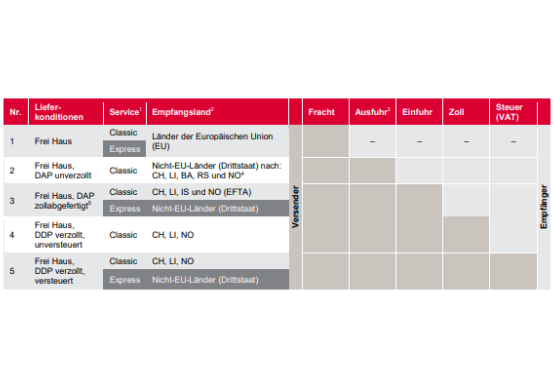 Nr. Liefer-konditionen Service1 Empfangsland2 Fracht Ausfuhr3 Einfuhr Zoll Steuer (VAT)
1 Frei Haus Classic Länder der Europäischen Union (EU) – – – –
Express
2 Frei Haus, DAP unverzollt Classic Nicht-EU-Länder (Drittstaat) nach: CH, LI, BA, RS und NO4
3 Frei Haus, DAP zollabgefertigt5 Classic CH, LI, IS und NO (EFTA)
Express Nicht-EU-Länder (Drittstaat)
4 Frei Haus, DDP verzollt, unversteuert Classic CH, LI, NO
5 Frei Haus, DDP verzollt, versteuert Classic CH, LI, NO
Express Nicht-EU-Länder (Drittstaat)
Versender
Empfänger